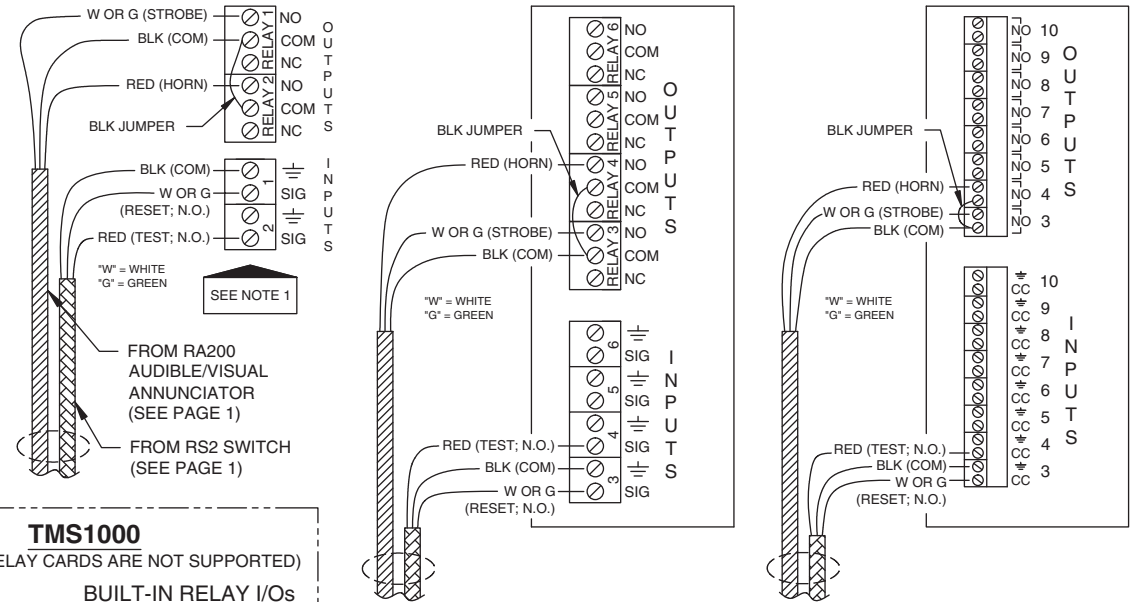 W OR G (STROBE)
BLK (COM)
RED (HORN)
BLK JUMPER
RELAY 1
RELAY 2
NO
COM
NC
NO
COM
NC
OUTPUTS
BLK (COM)
W OR G
(RESET; N.O.)
RED (TEST; N.O.)
1
2
SIG
SIG
INPUTS
"W" = WHITE
"G" = GREEN
SEE NOTE 1
FROM RA200
AUDIBLE/VISUAL
ANNUNCIATOR
(SEE PAGE 1)
FROM RS2 SWITCH
(SEE PAGE 1)
TMS1000
ELAY CARDS ARE NOT SUPPORTED)
BUILT-IN RELAY I/Os
BLK JUMPER
RED (HORN)
W OR G (STROBE)
BLK (COM)
RELAY 6
RELAY 5
RELAY 4
RELAY 3
NO
COM
NC
NO
COM
NC
NO
COM
NC
NO
COM
NC
OUTPUTS
"W" = WHITE
"G" = GREEN
6
5
4
3
SIG
SIG
SIG
SIG
INPUTS
RED (TEST; N.O.)
BLK (COM)
W OR G
(RESET; N.O.)
BLK JUMPER
RED (HORN)
W OR G (STROBE)
BLK (COM)
NO 10
NO 9
NO 8
NO 7
NO 6
NO 5
NO 4
NO 3
OUTPUTS
"W" = WHITE
"G" = GREEN
CC 10
CC 9
CC 8
CC 7
CC 6
CC 5
CC 4
CC 3
INPUTS
RED (TEST; N.O.)
BLK (COM)
W OR G
(RESET; N.O.)